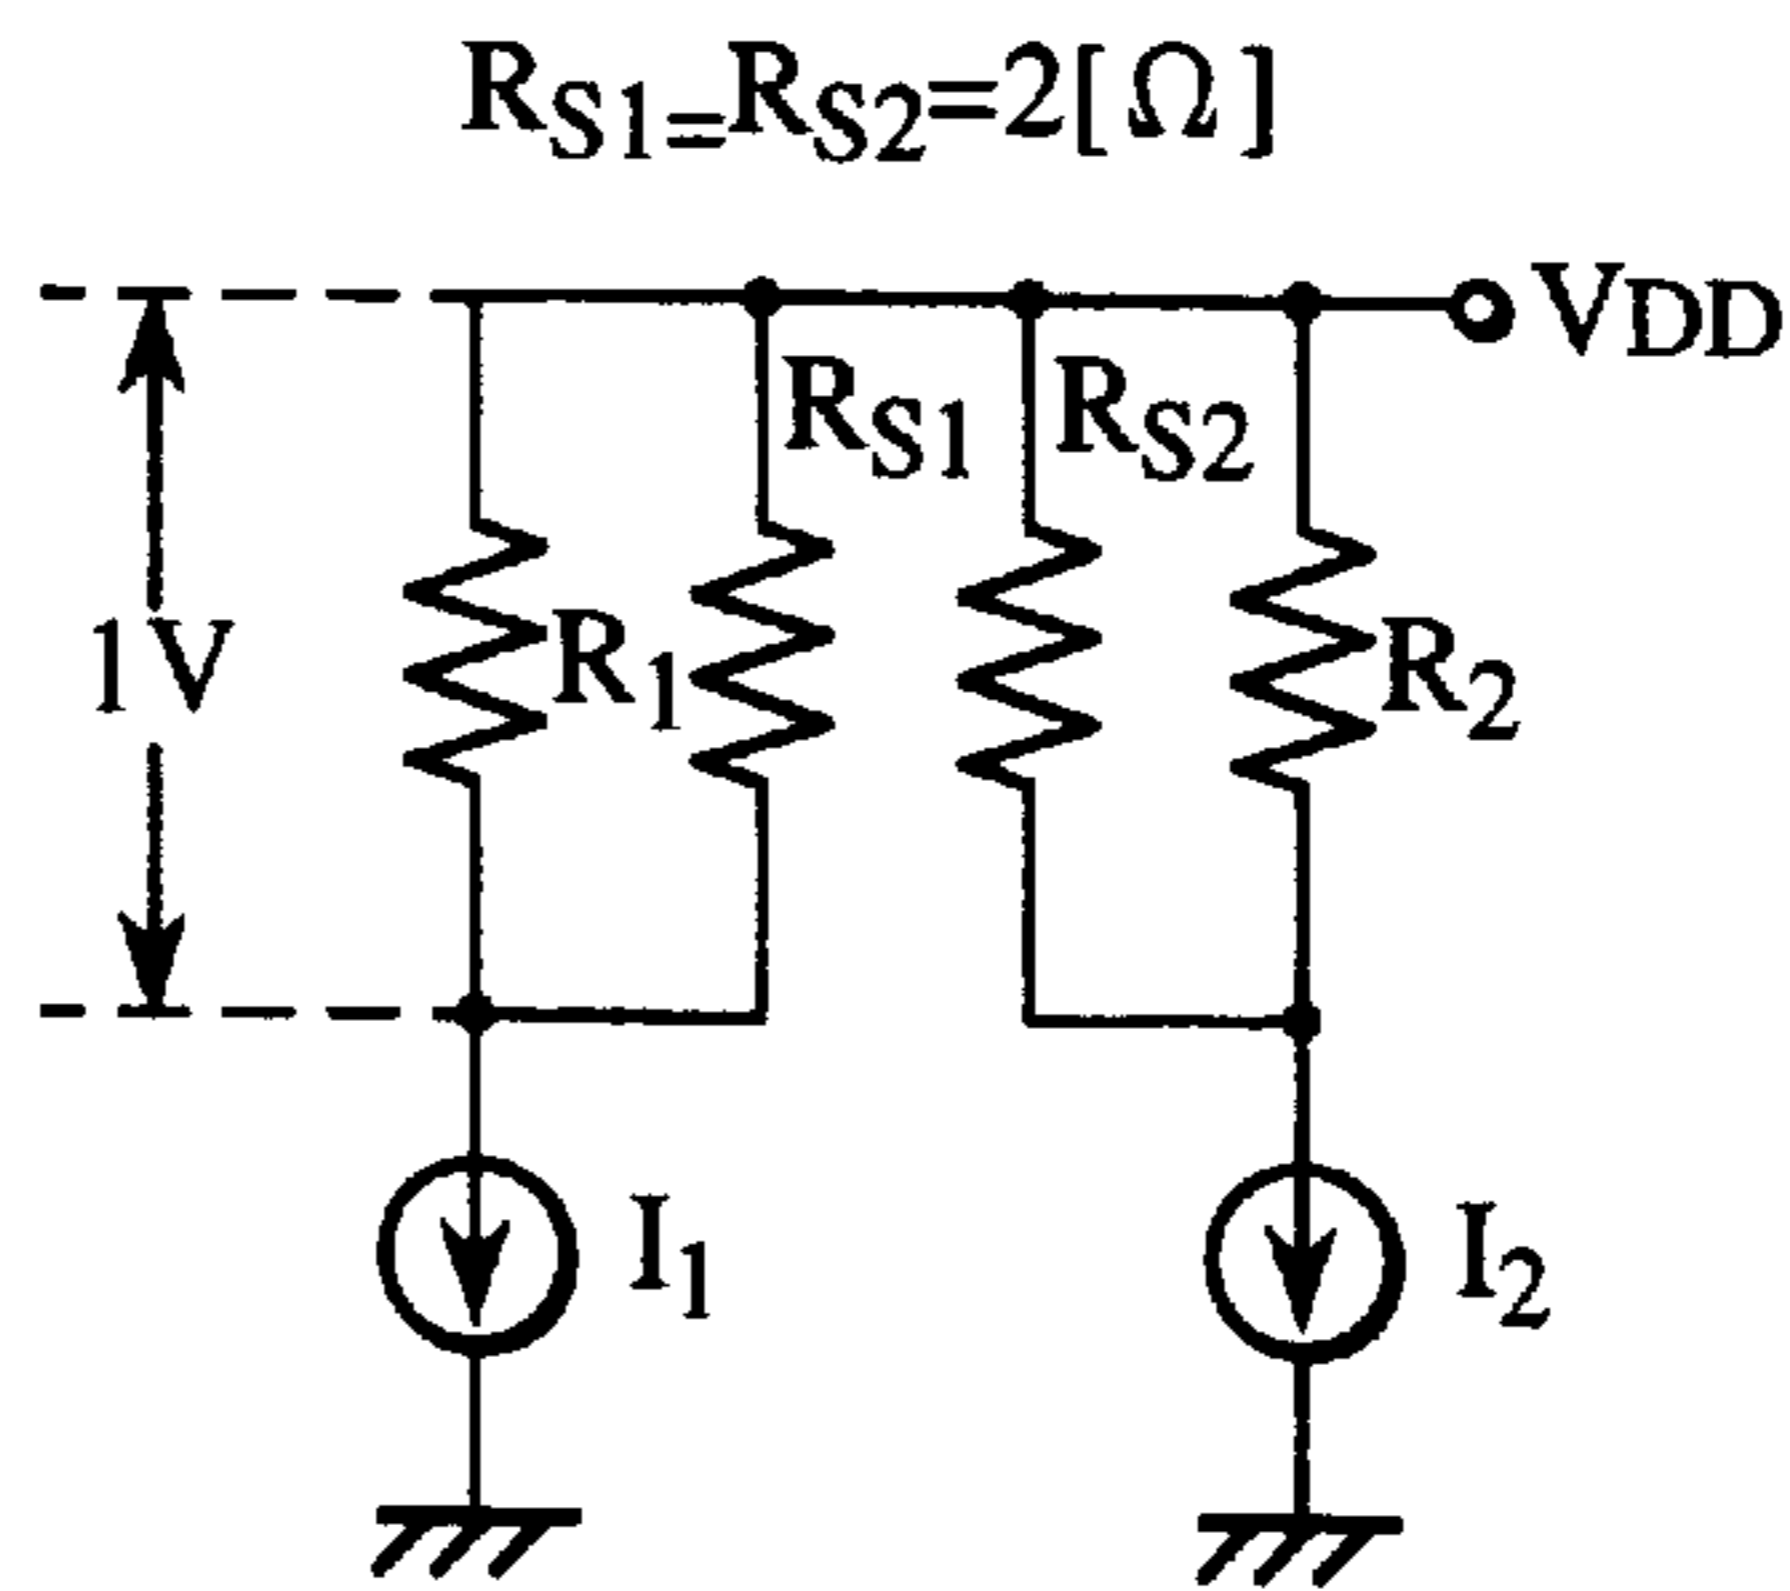 RS1=RS2=2[Ω]
VDD
RS1 RS2
1V
R1
R2
I1
I2